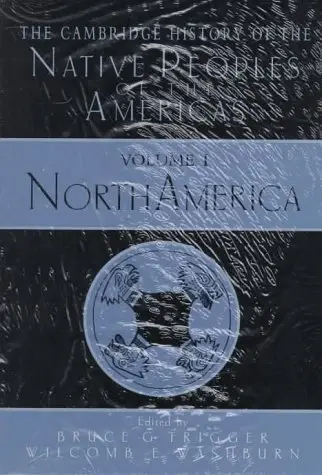 THE CAMBRIDGE HISTORY OF THE
NATIVE PEOPLES
OF THE
AMERICAS
VOLUME I
NORTH AMERICA
Edited by
BRUCE G. TRIGGER
WILCOMB E. WASHBURN